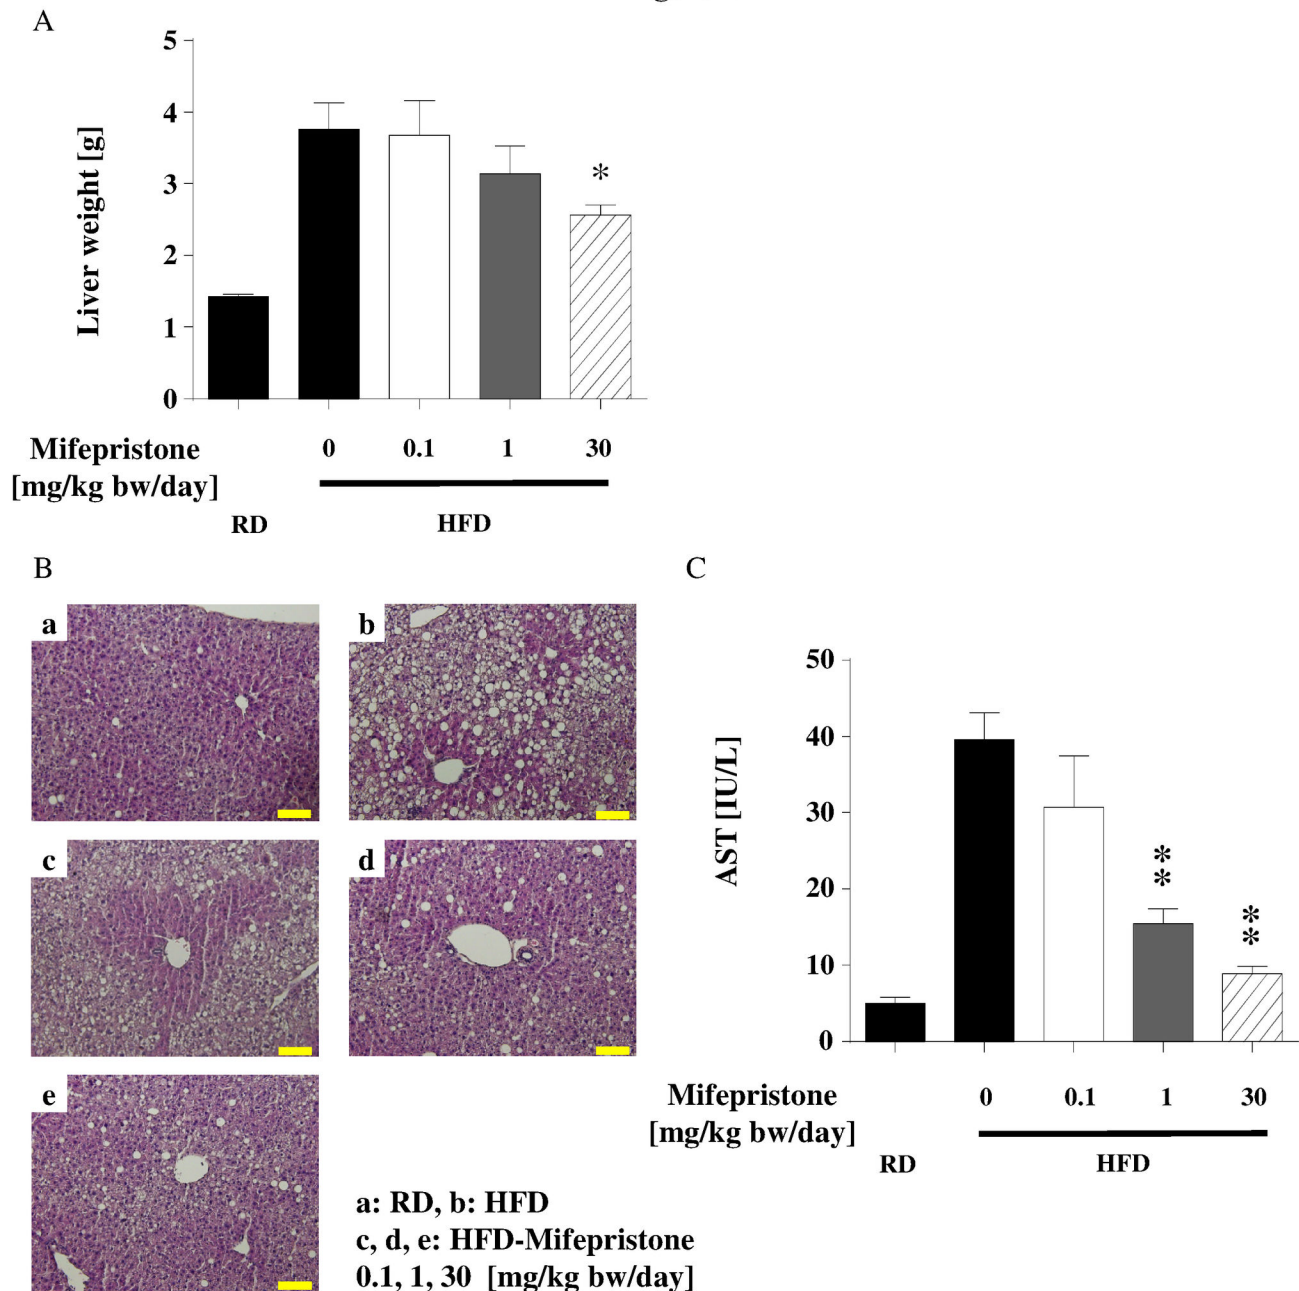 g
A
5
4
3
2
1
0
Liver weight [g]
*
Mifepristone 0 0.1 1 30
[mg/kg bw/day]
RD HFD
B
a
b
c
d
e
a: RD, b: HFD
c, d, e: HFD-Mifepristone
0.1, 1, 30 [mg/kg bw/day]
C
50
40
30
20
10
0
AST [IU/L]
**
**
Mifepristone 0 0.1 1 30
[mg/kg bw/day]
RD HFD